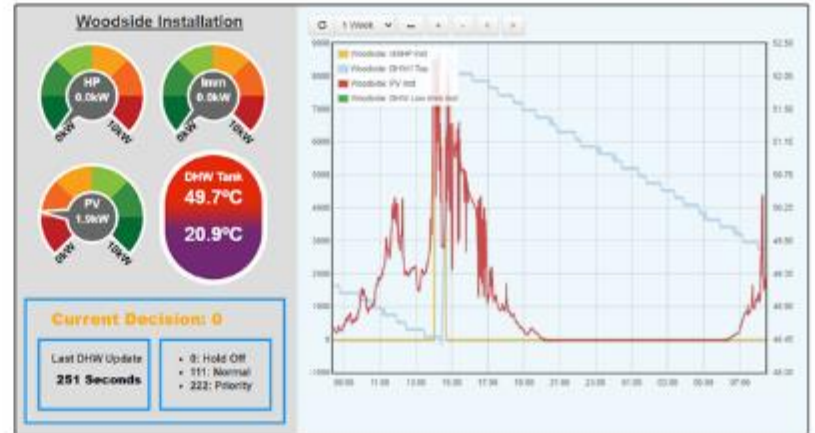 Woodside Installation
HP
0.0kW
0kW
10kW
Imm
0.0kW
0kW
10kW
PV
1.9kW
0kW
10kW
DHW Tank
49.7ºC
20.9ºC
Current Decision: 0
Last DHW Update
251 Seconds
• 0: Hold Off
• 111: Normal
• 222: Priority
1 Week
Woodside:
Woodside:
Woodside: PV
Woodside: DHW Low
9000
8000
7000
6000
5000
4000
3000
2000
1000
0
-1000
09:00 11:00 13:00 15:00 17:00 19:00 21:00 23:00 01:00 03:00 05:00 07:00